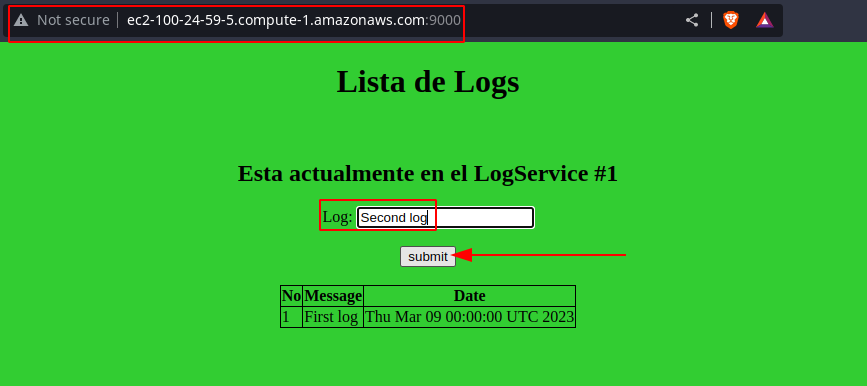 Not secure ec2-100-24-59-5.compute-1.amazonaws.com:9000
Lista de Logs
Esta actualmente en el LogService #1
Log: Second log
submit
No Message Date
1 First log Thu Mar 09 00:00:00 UTC 2023